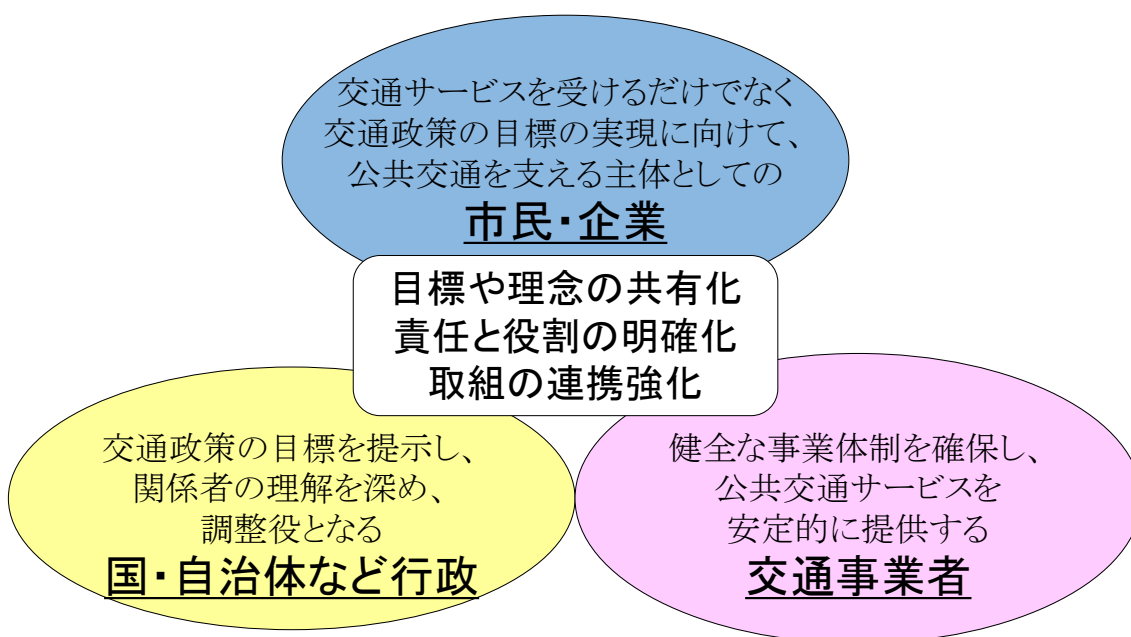 交通サービスを受けるだけでなく
交通政策の目標の実現に向けて、
公共交通を支える主体としての
市民・企業
目標や理念の共有化
責任と役割の明確化
取組の連携強化
交通政策の目標を提示し、
関係者の理解を深め、
調整役となる
国・自治体など行政
健全な事業体制を確保し、
公共交通サービスを
安定的に提供する
交通事業者